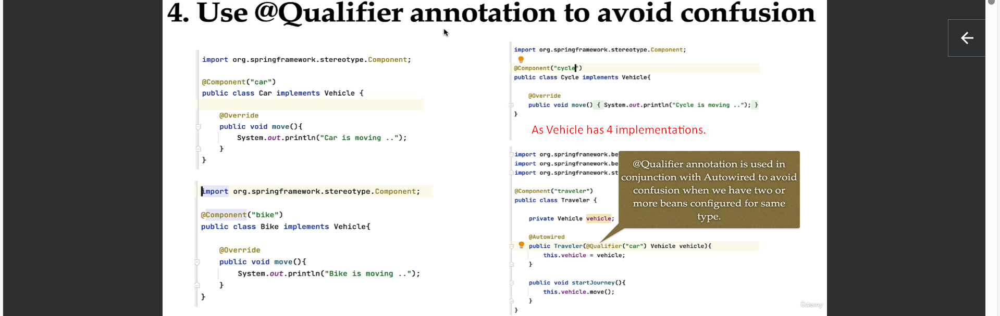 4. Use @Qualifier annotation to avoid confusion
import org.springframework.stereotype.Component;
@Component("car")
public class Car implements Vehicle {
@Override
public void move(){
System.out.println("Car is moving ..");
}
}
import org.springframework.stereotype.Component;
@Component("bike")
public class Bike implements Vehicle{
@Override
public void move(){
System.out.println("Bike is moving ..");
}
}
import org.springframework.stereotype.Component;
@Component("cycle")
public class Cycle implements Vehicle{
@Override
public void move() { System.out.println("Cycle is moving .."); }
}
As Vehicle has 4 implementations.
import org.springframework.be
import org.springframework.be
import org.springframework.st
@Component("traveler")
public class Traveler {
private Vehicle vehicle;
@Autowired
public Traveler(@Qualifier("car") Vehicle vehicle){
this.vehicle = vehicle;
}
public void startJourney(){
this.vehicle.move();
}
}
@Qualifier annotation is used in
conjunction with Autowired to avoid
confusion when we have two or
more beans configured for same
type.
Udemy